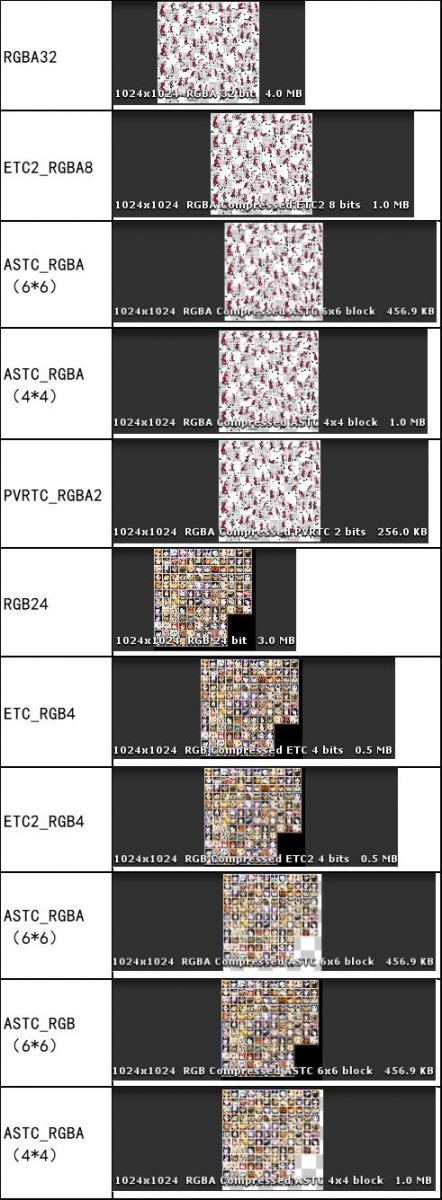 RGBA32
1024x1024 RGBA 32 bit 4.0 MB
ETC2_RGBA8
1024x1024 RGBA Compressed ETC2 8 bits 1.0 MB
ASTC_RGBA
(6*6)
1024x1024 RGBA Compressed ASTC 6x6 block 456.9 KB
ASTC_RGBA
(4*4)
1024x1024 RGBA Compressed ASTC 4x4 block 1.0 MB
PVRTC_RGBA2
1024x1024 RGBA Compressed PVRTC 2 bits 256.0 KB
RGB24
1024x1024 RGB 24 bit 3.0 MB
ETC_RGB4
1024x1024 RGB Compressed ETC 4 bits 0.5 MB
ETC2_RGB4
1024x1024 RGB Compressed ETC2 4 bits 0.5 MB
ASTC_RGBA
(6*6)
1024x1024 RGBA Compressed ASTC 6x6 block 456.9 KB
ASTC_RGB
(6*6)
1024x1024 RGB Compressed ASTC 6x6 block 456.9 KB
ASTC_RGBA
(4*4)
1024x1024 RGBA Compressed ASTC 4x4 block 1.0 MB